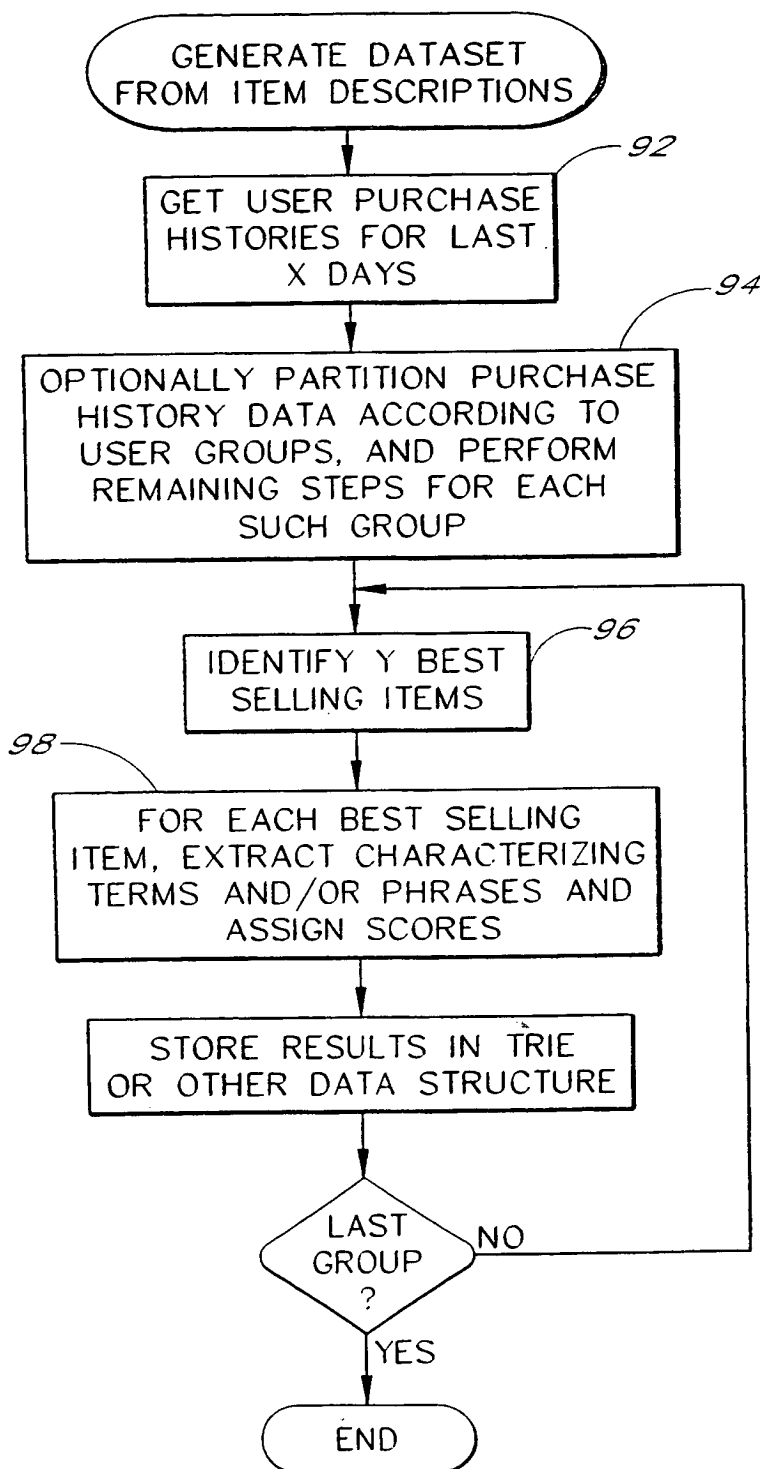 GENERATE DATASET
FROM ITEM DESCRIPTIONS
92
GET USER PURCHASE
HISTORIES FOR LAST
X DAYS
94
OPTIONALLY PARTITION PURCHASE
HISTORY DATA ACCORDING TO
USER GROUPS, AND PERFORM
REMAINING STEPS FOR EACH
SUCH GROUP
96
IDENTIFY Y BEST
SELLING ITEMS
98
FOR EACH BEST SELLING
ITEM, EXTRACT CHARACTERIZING
TERMS AND/OR PHRASES AND
ASSIGN SCORES
STORE RESULTS IN TRIE
OR OTHER DATA STRUCTURE
LAST
GROUP
?
NO
YES
END